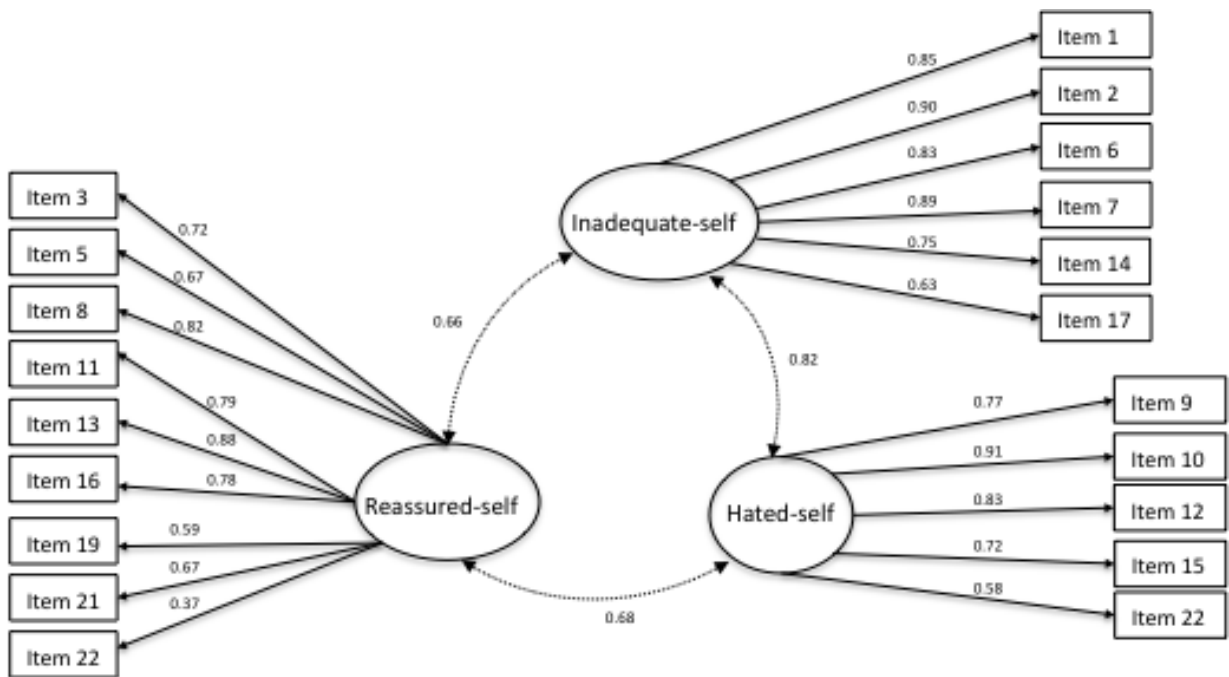 Item 1
0.85
Item 2
0.90
Item 6
0.83
Inadequate-self
0.89
Item 7
0.75
Item 14
0.63
Item 17
Item 3
0.72
Item 5
0.67
Item 8
0.82
Item 11
0.79
Item 13
0.88
Item 16
0.78
Reassured-self
Item 19
0.59
Item 21
0.67
Item 22
0.37
0.66
0.82
0.68
Hated-self
0.77
Item 9
0.91
Item 10
0.83
Item 12
0.72
Item 15
0.58
Item 22